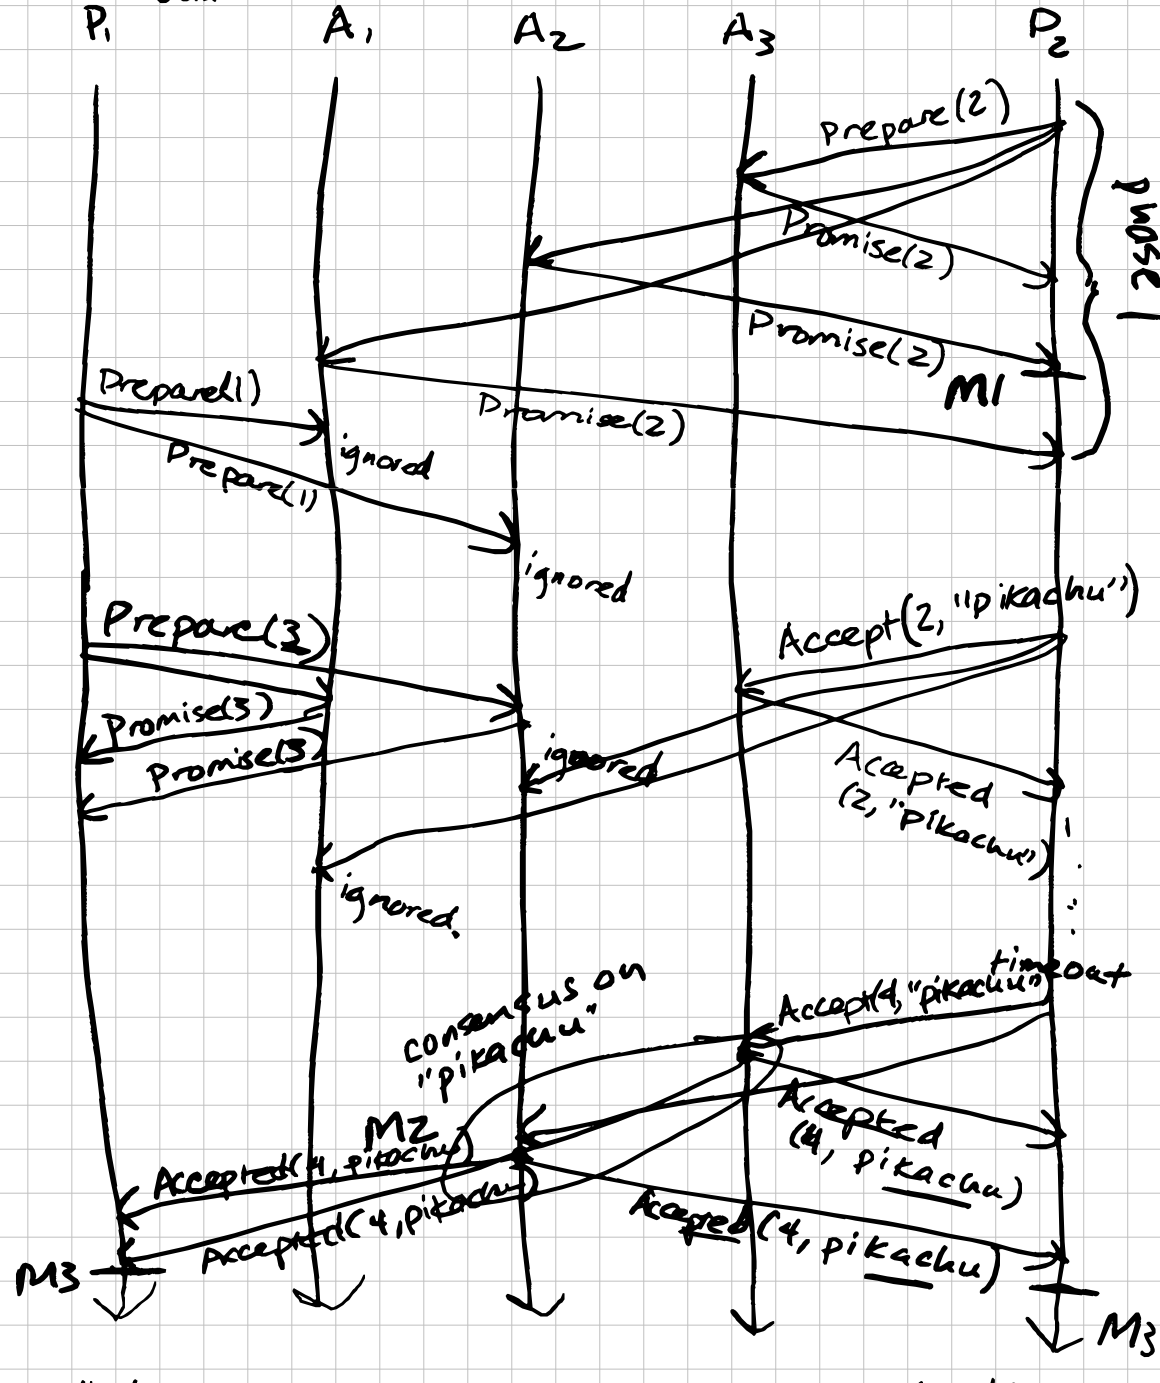 P1
A1
A2
A3
P2
Prepare(2)
Promise(2)
Phase 1
Promise(2)
M1
Prepare(1)
Promise(2)
ignored
Prepare(1)
ignored
Accept(2, "pikachu")
Prepare(3)
Promise(3)
Promise(3)
ignored
Accepted
(2, "pikachu")
ignored.
timeout
Accept(4, "pikachu")
consensus on
"pikachu"
M2
Accepted
(4, pikachu)
Accepted(4, pikachu)
Accepted(4, pikachu)
Accepted(4, pikachu)
M3
M3